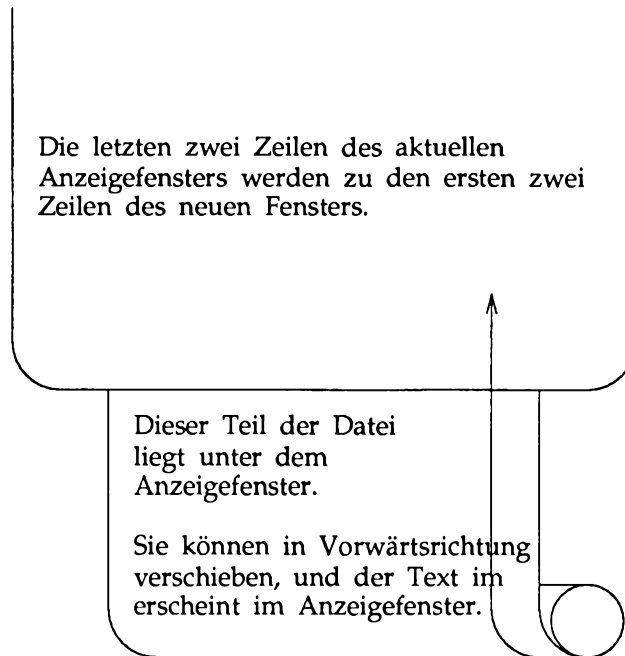 Die letzten zwei Zeilen des aktuellen
Anzeigefensters werden zu den ersten zwei
Zeilen des neuen Fensters.
Dieser Teil der Datei
liegt unter dem
Anzeigefenster.
Sie können in Vorwärtsrichtung
verschieben, und der Text im
erscheint im Anzeigefenster.